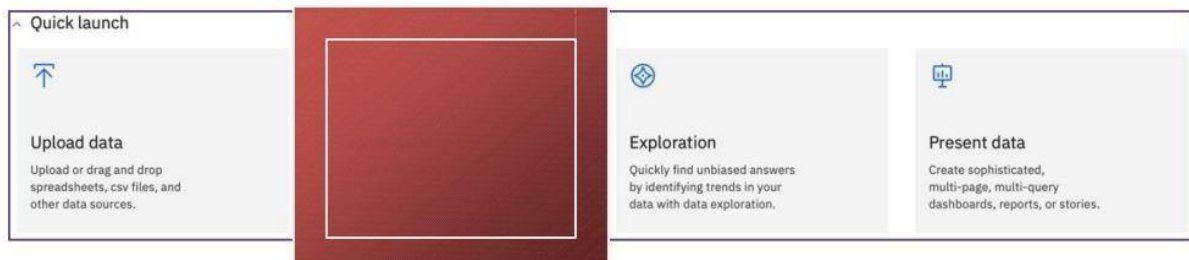 Quick launch
Upload data
Upload or drag and drop
spreadsheets, csv files, and
other data sources.
Exploration
Quickly find unbiased answers
by identifying trends in your
data with data exploration.
Present data
Create sophisticated,
multi-page, multi-query
dashboards, reports, or stories.